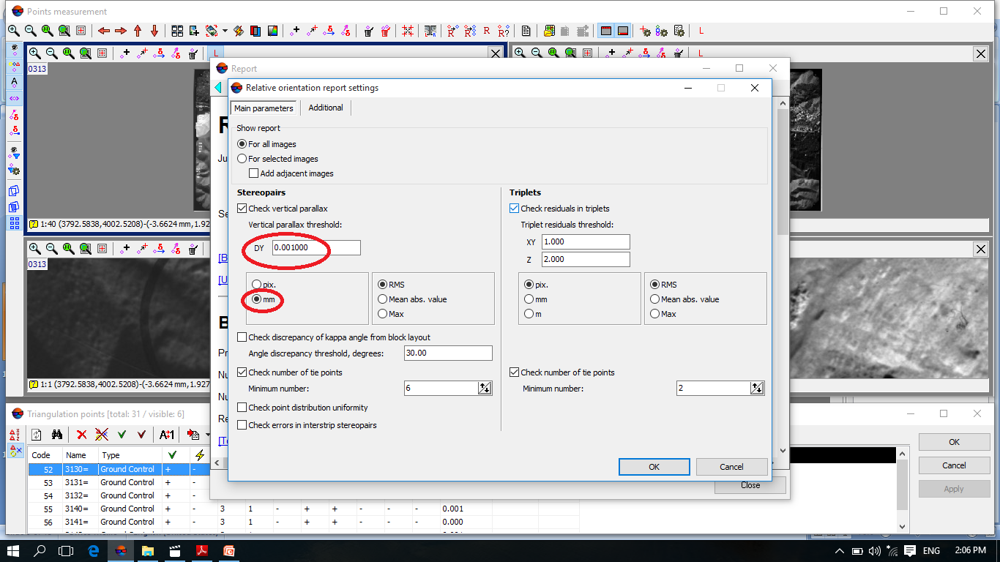 Points measurement
L
L
L
0313
Report
Relative orientation report settings
Main parameters
Additional
Show report
For all images
For selected images
Add adjacent images
Stereopairs
Check vertical parallax
Vertical parallax threshold:
DY 0.001000
pix.
mm
RMS
Mean abs. value
Max
Check discrepancy of kappa angle from block layout
Angle discrepancy threshold, degrees: 30.00
Check number of tie points
Minimum number: 6
Check point distribution uniformity
Check errors in interstrip stereopairs
Triplets
Check residuals in triplets
Triplet residuals threshold:
XY 1.000
Z 2.000
pix.
mm
m
RMS
Mean abs. value
Max
Check number of tie points
Minimum number: 2
OK Cancel
Close
1:40 (3792.5838,4002.5208)-(-3.6624 mm,1.92
0313
1:1 (3792.5838,4002.5208)-(-3.6624 mm,1.927
Triangulation points [total: 31 / visible: 6]
Code Name Type
52 3130= Ground Control + -
53 3131= Ground Control + -
54 3132= Ground Control + -
55 3140= Ground Control + - 3 1 - + + - - - 0.001
56 3141= Ground Control + - 3 1 - + + - - - 0.000
OK
Cancel
Apply
ENG 2:06 PM